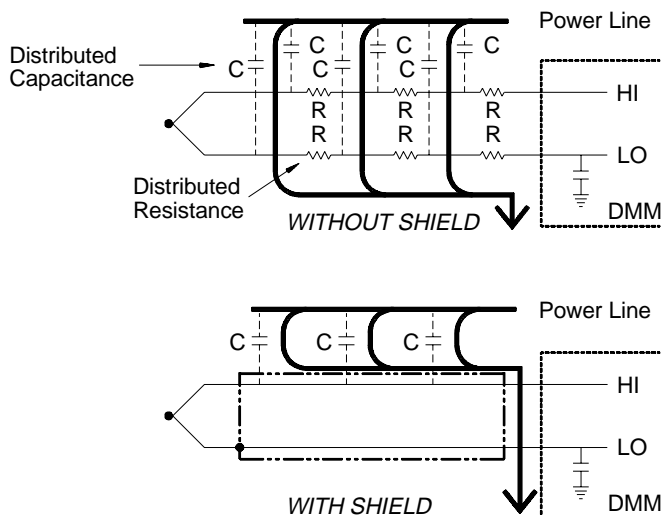 Power Line
Distributed
Capacitance
C C C C
C C
HI
R R R
R R R
LO
Distributed
Resistance
WITHOUT SHIELD
DMM
Power Line
C C C
HI
LO
WITH SHIELD
DMM